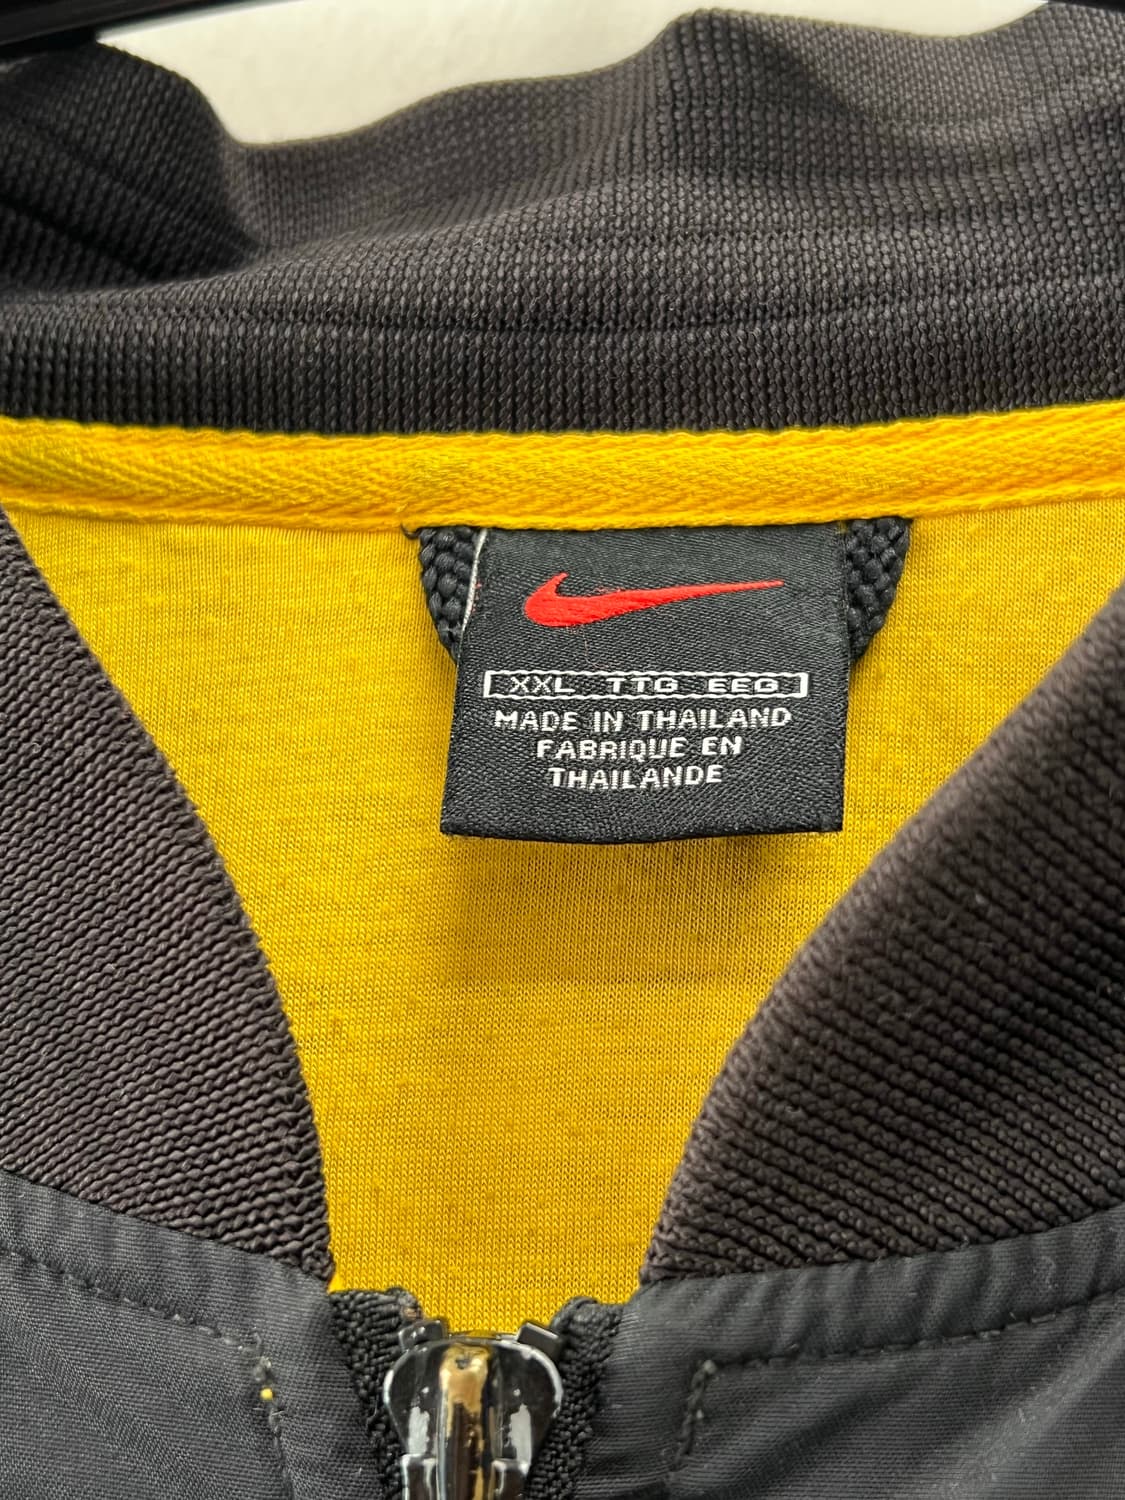 XXL TTG EEG
MADE IN THAILAND
FABRIQUE EN
THAILANDE